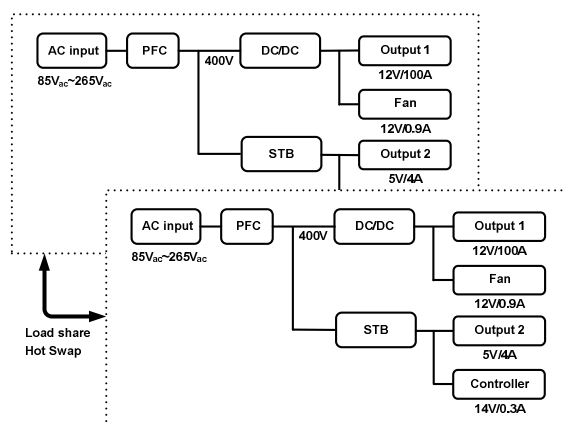 AC input
PFC
DC/DC
Output 1
400V
85Vac~265Vac
12V/100A
Fan
12V/0.9A
STB
Output 2
5V/4A
AC input
PFC
DC/DC
Output 1
400V
85Vac~265Vac
12V/100A
Fan
12V/0.9A
STB
Output 2
5V/4A
Controller
14V/0.3A
Load share
Hot Swap